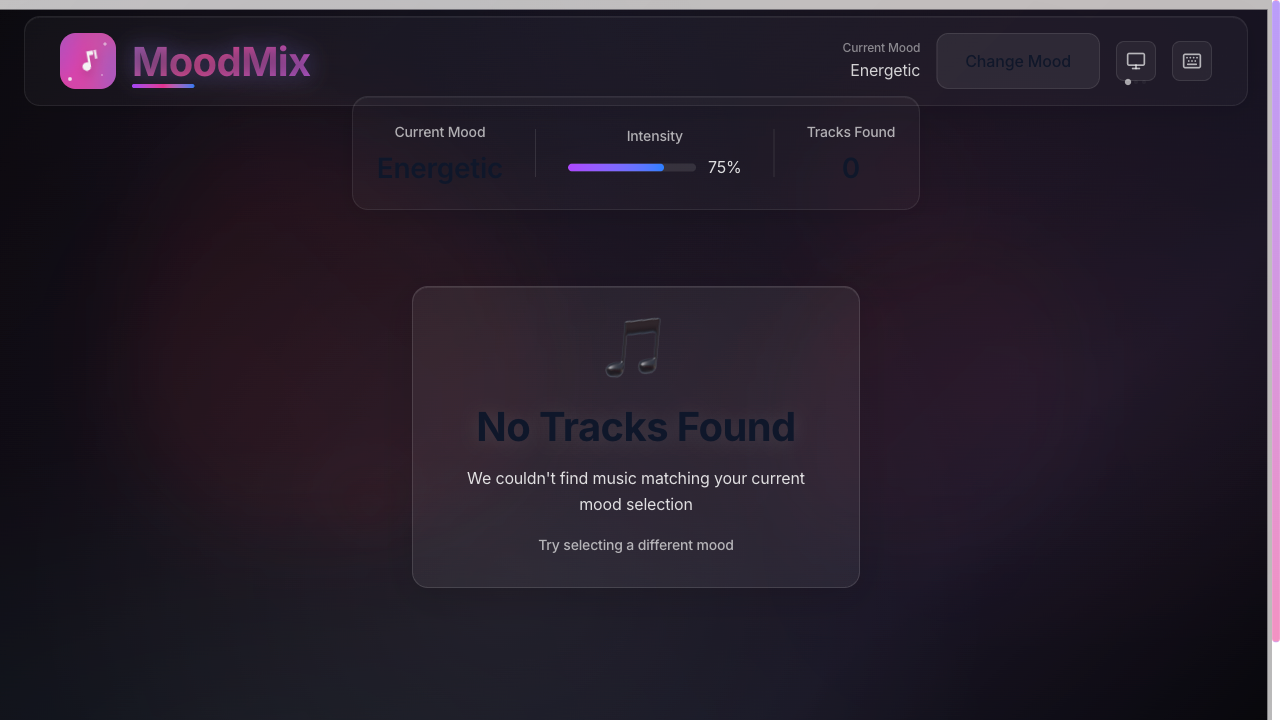 MoodMix
Current Mood
Energetic
Change Mood
Current Mood
Energetic
Intensity
75%
Tracks Found
0
No Tracks Found
We couldn't find music matching your current
mood selection
Try selecting a different mood